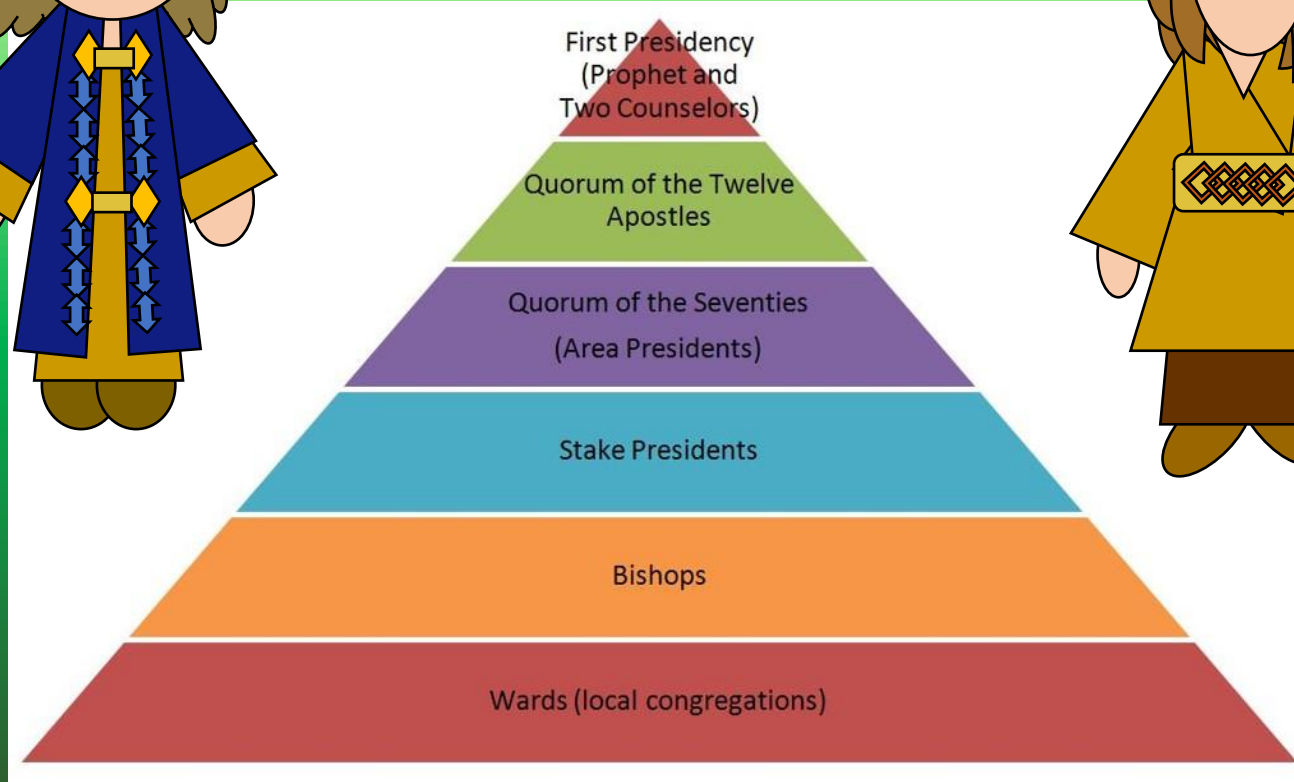 First Presidency
(Prophet and
Two Counselors)
Quorum of the Twelve
Apostles
Quorum of the Seventies
(Area Presidents)
Stake Presidents
Bishops
Wards (local congregations)